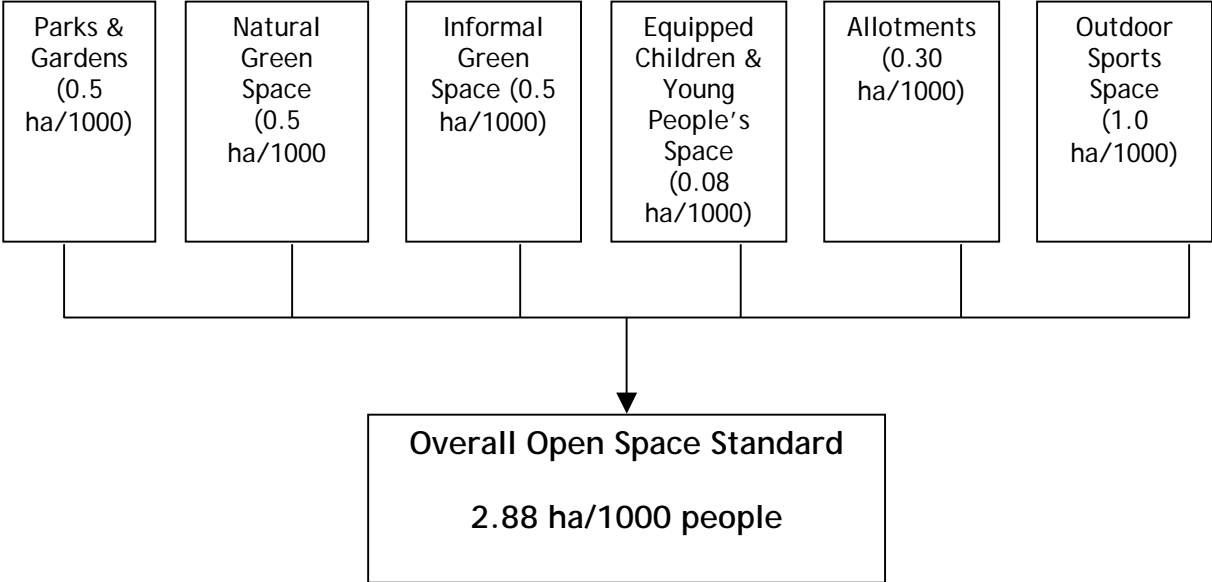 Parks &
Gardens
(0.5
ha/1000)
Natural
Green
Space
(0.5
ha/1000
Informal
Green
Space (0.5
ha/1000)
Equipped
Children &
Young
People's
Space
(0.08
ha/1000)
Allotments
(0.30
ha/1000)
Outdoor
Sports
Space
(1.0
ha/1000)
Overall Open Space Standard
2.88 ha/1000 people